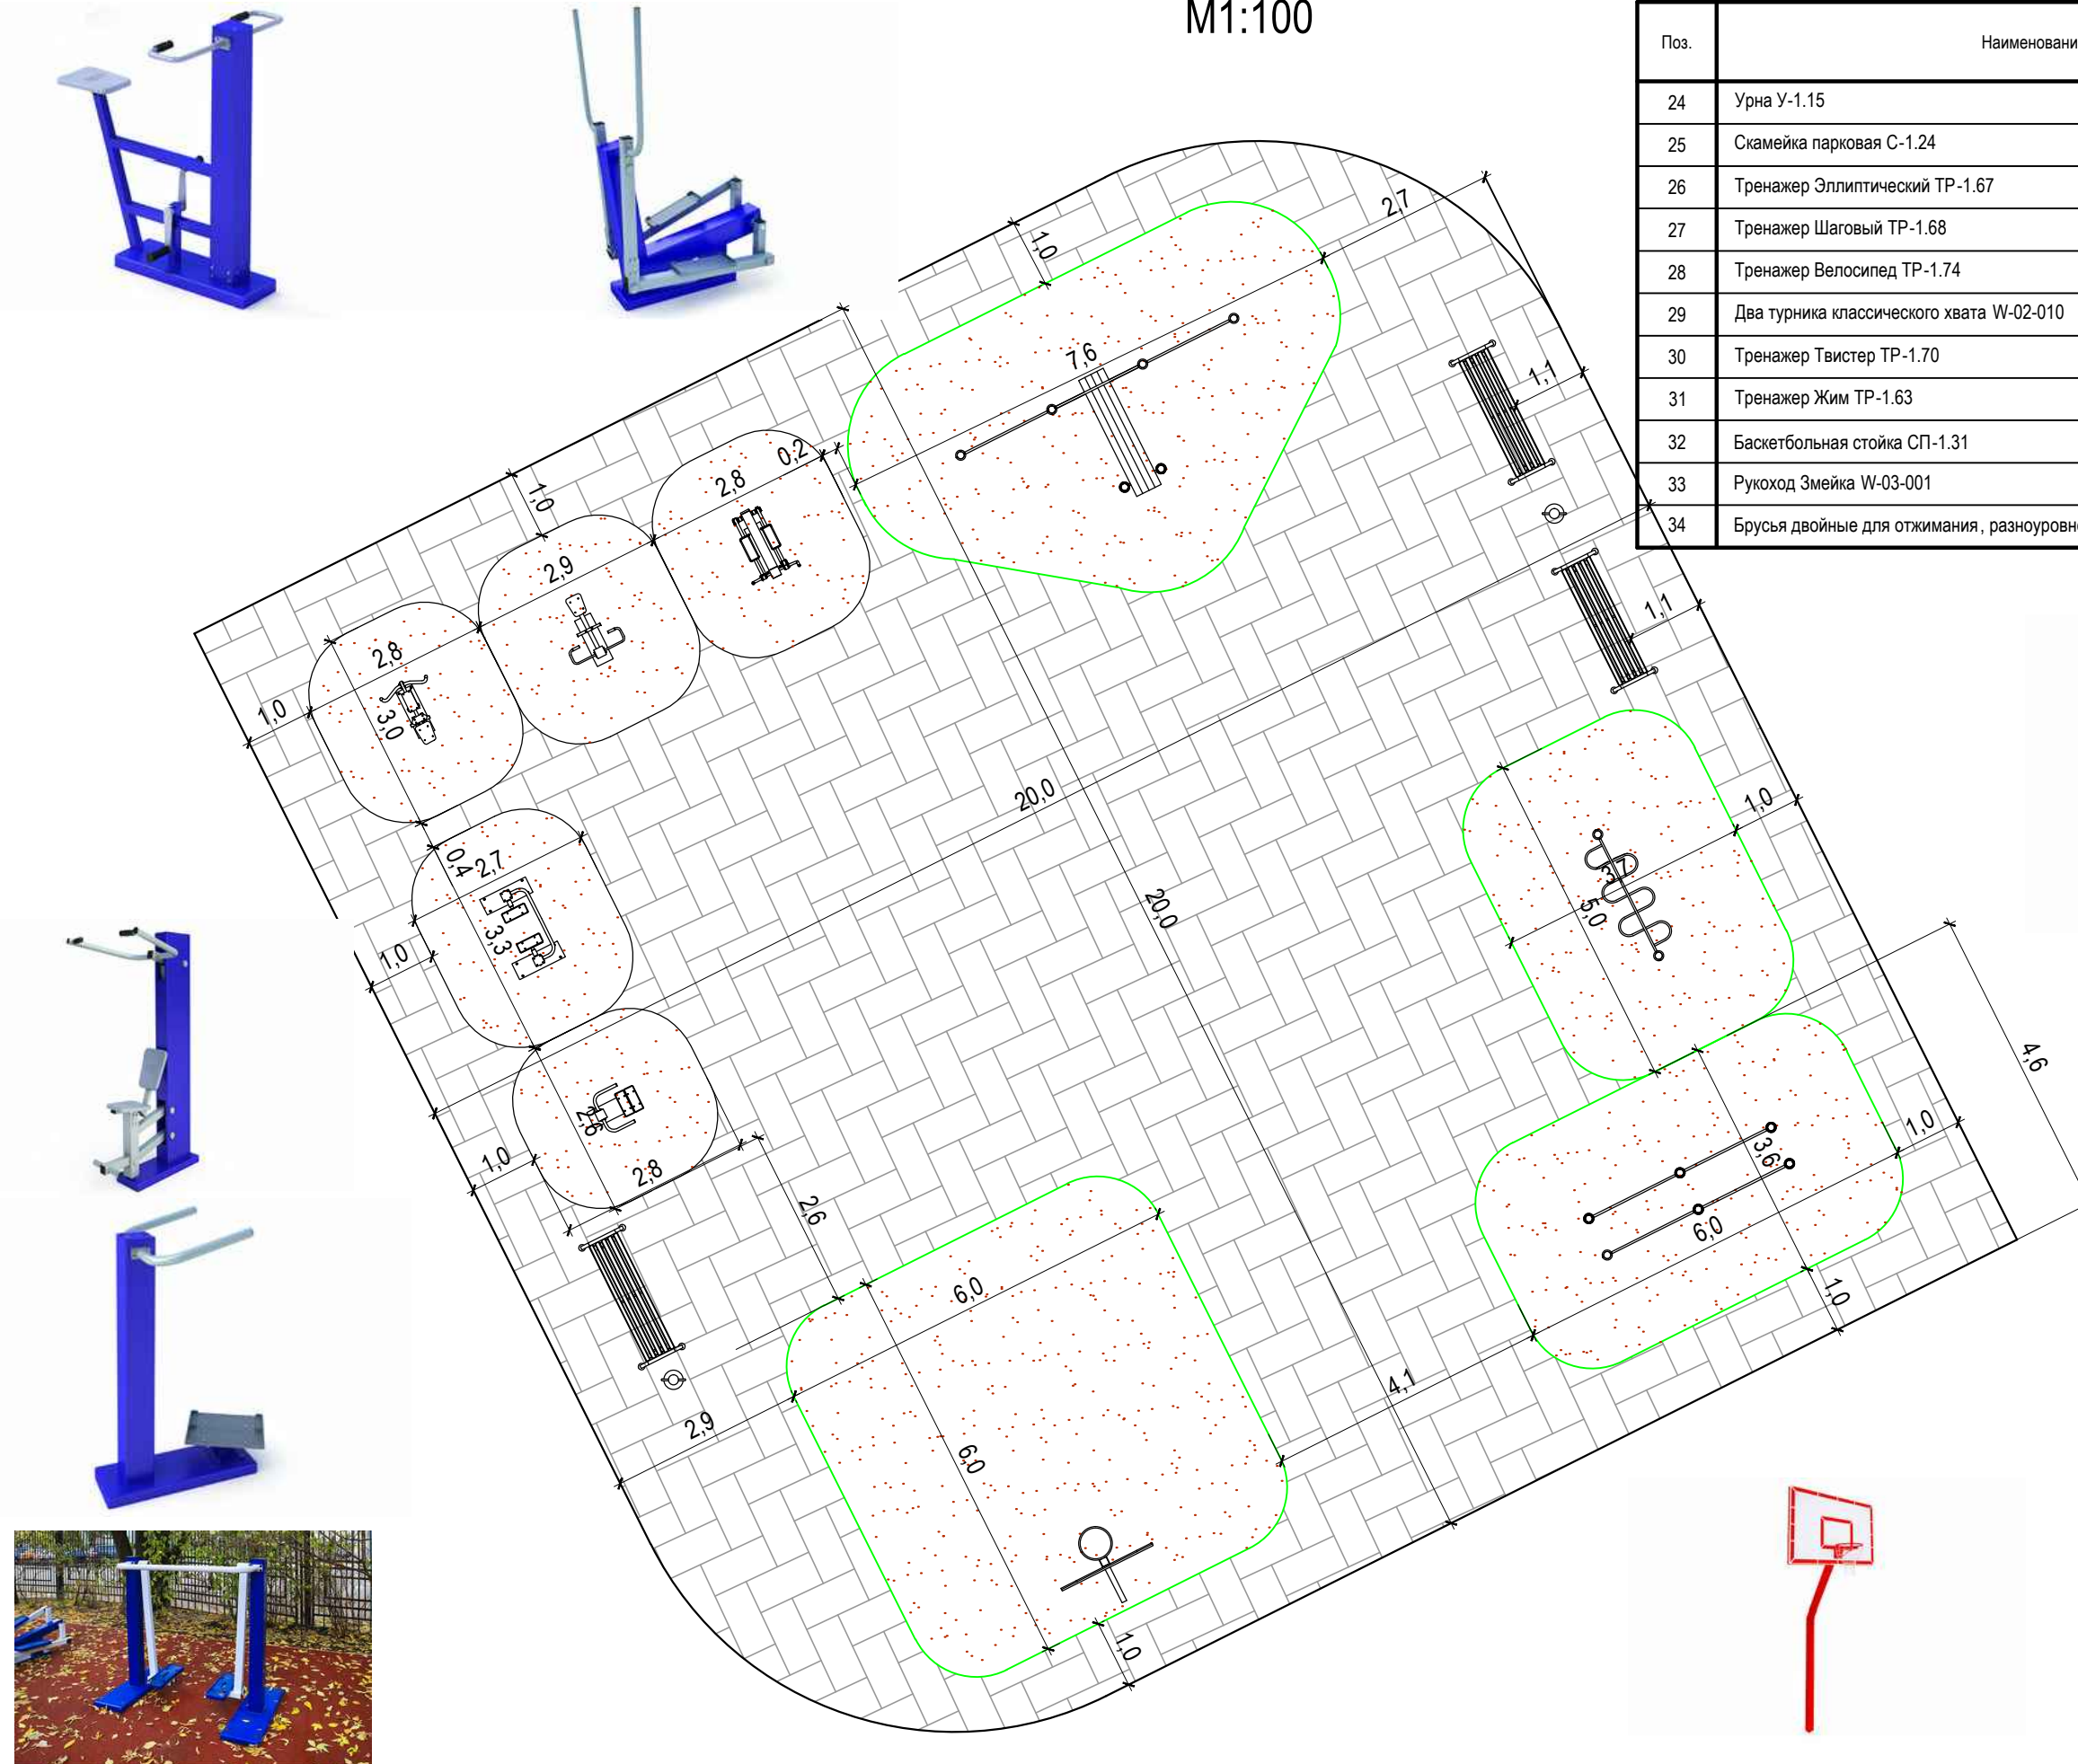 М1:100
Поз.
Наименовани
24 Урна У-1.15
25 Скамейка парковая С-1.24
26 Тренажер Эллиптический ТР-1.67
27 Тренажер Шаговый ТР-1.68
28 Тренажер Велосипед ТР-1.74
29 Два турника классического хвата W-02-010
30 Тренажер Твистер ТР-1.70
31 Тренажер Жим ТР-1.63
32 Баскетбольная стойка СП-1.31
33 Рукоход Змейка W-03-001
34 Брусья двойные для отжимания, разноуровн
2,7
1,0
7,6
1,1
0,2
2,8
1,0
2,9
1,1
2,8
3,0
1,0
20,0
1,0
0,4
2,7
3,7
5,0
20,0
3,3
1,0
4,6
2,6
1,0
3,6
1,0
2,8
2,6
6,0
6,0
1,0
4,1
2,9
6,0
1,0